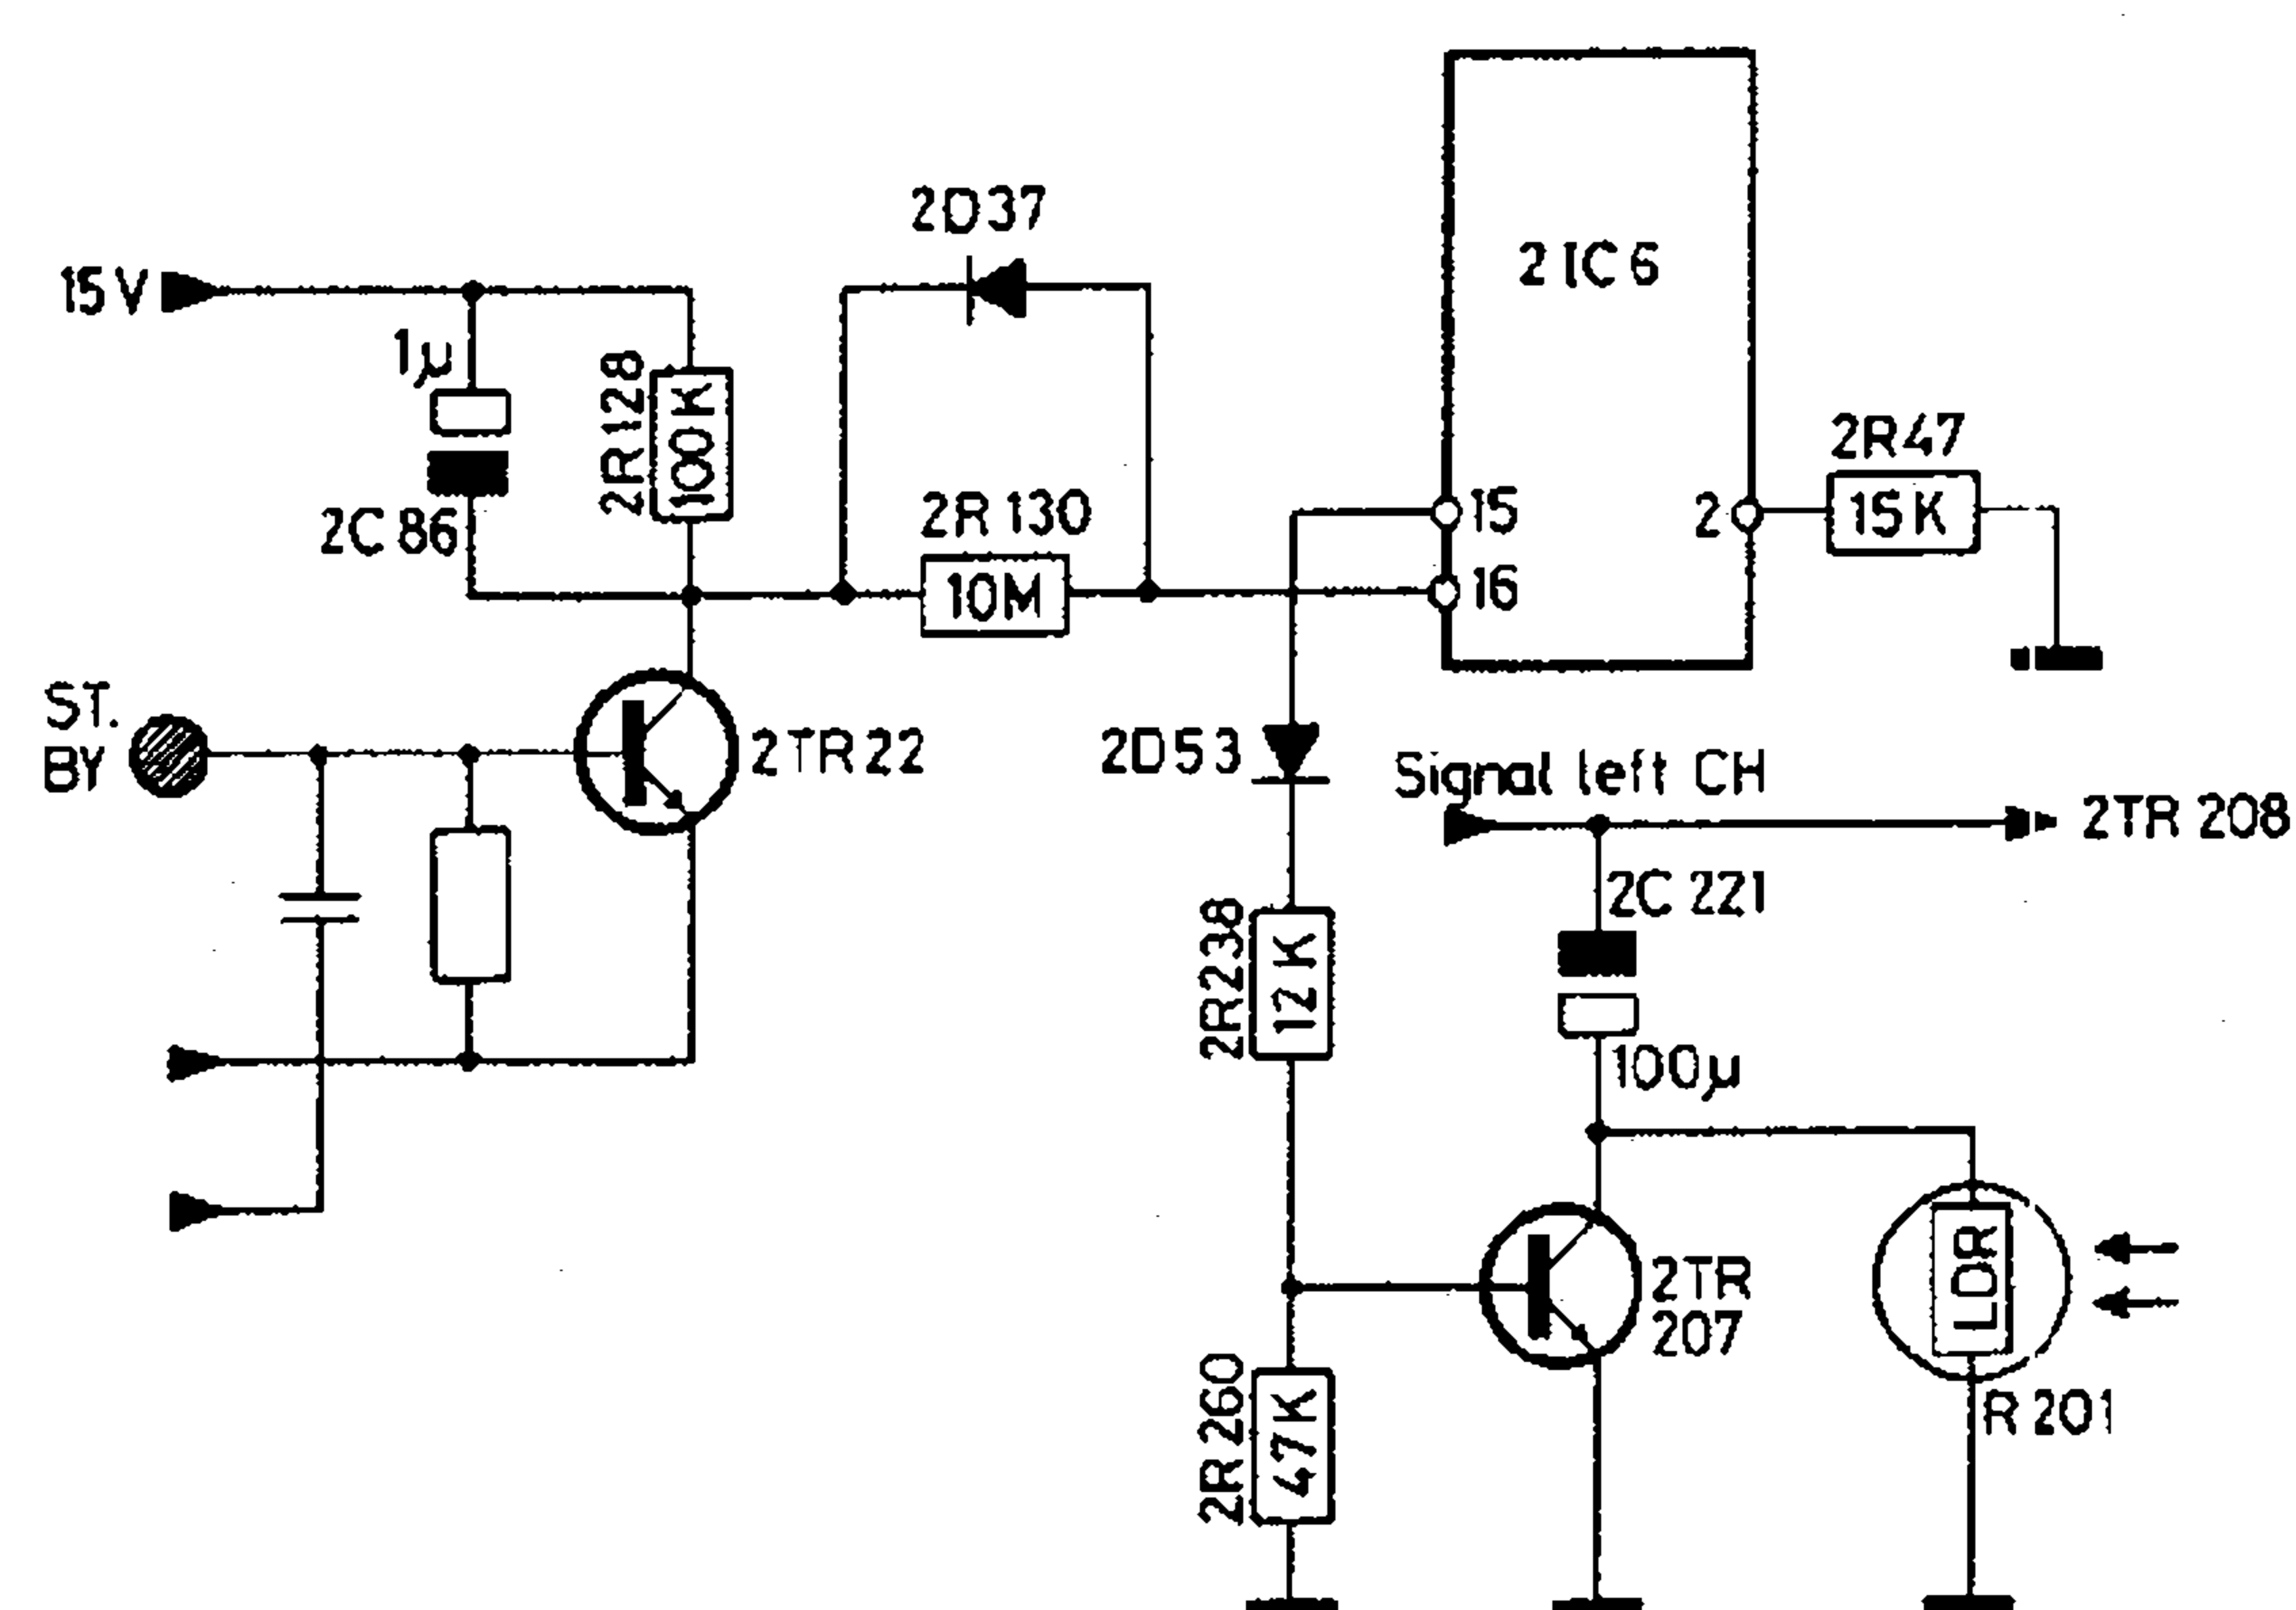 2D37
2IC6
15V
1µ
2R128
100K
2C86
2R130
10M
15
16
2
2R47
15K
ST.
BY
2TR22
2D53
Signal left CH
2TR208
2C221
100µ
2R238
12K
2TR
207
LDR
R201
2R260
47K